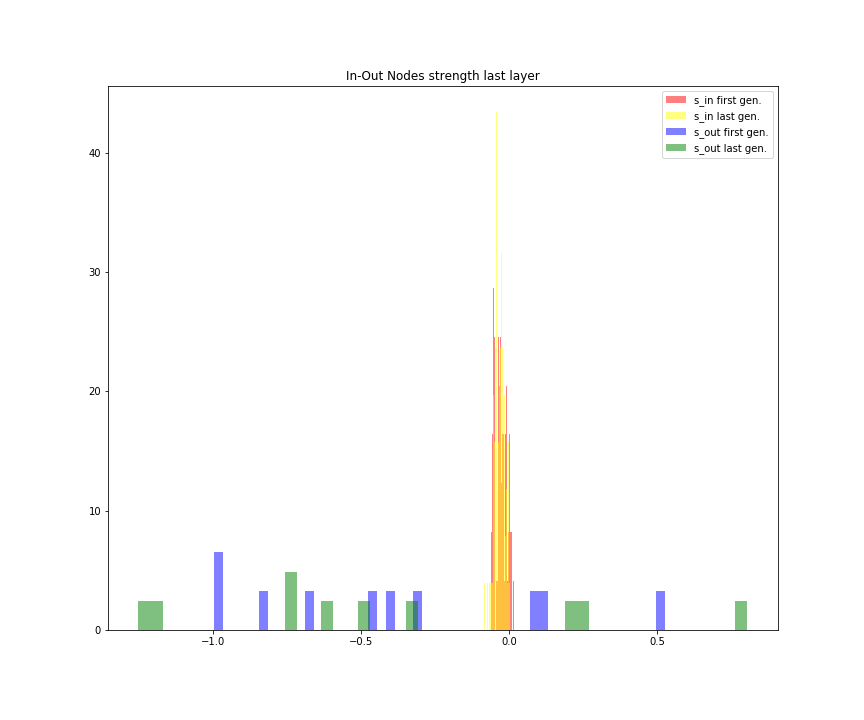 In-Out Nodes strength last layer
s_in first gen.
s_in last gen.
s_out first gen.
s_out last gen.
40
30
20
10
0
−1.0 −0.5 0.0 0.5